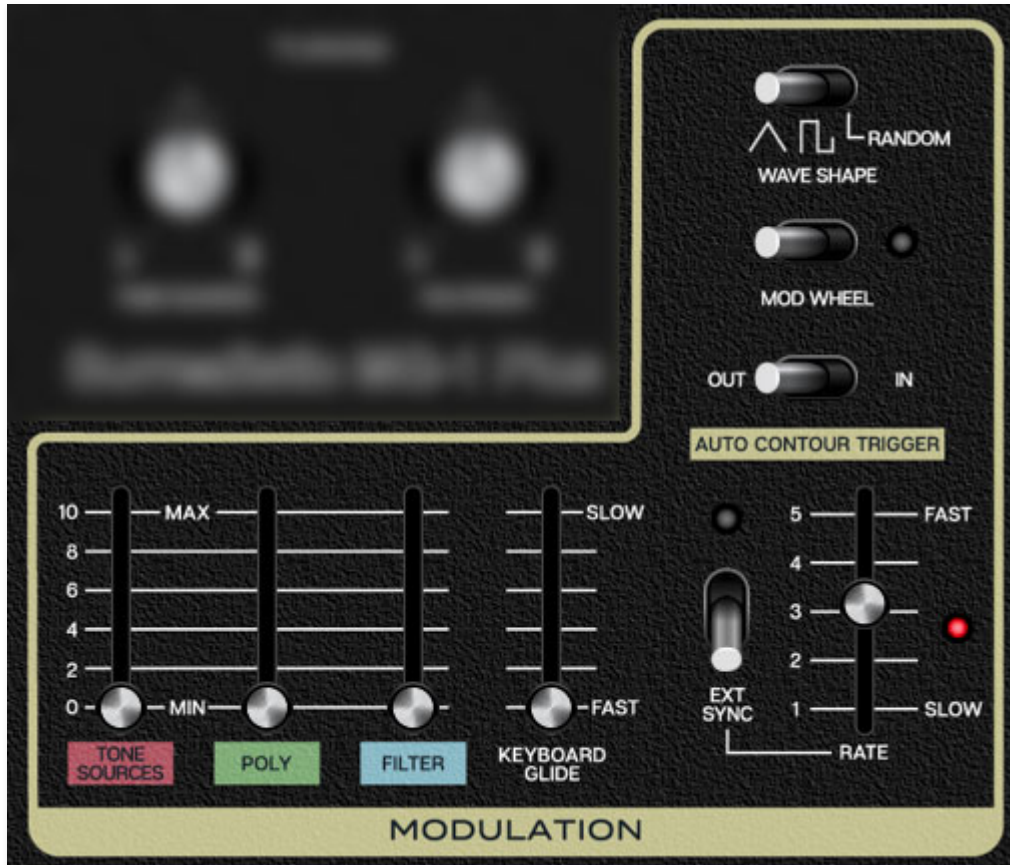 RANDOM
WAVE SHAPE
MOD WHEEL
OUT IN
AUTO CONTOUR TRIGGER
10 MAX SLOW 5 FAST
8
6 4
4 3
2 2
0 MIN FAST 1 SLOW
TONE SOURCES
POLY
FILTER
KEYBOARD GLIDE
EXT SYNC
RATE
MODULATION